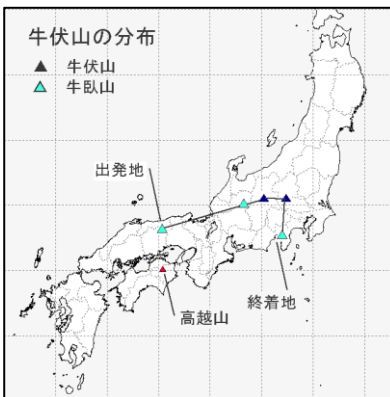 牛伏山の分布
▲ 牛伏山
▲ 牛臥山
出発地
終着地
高越山